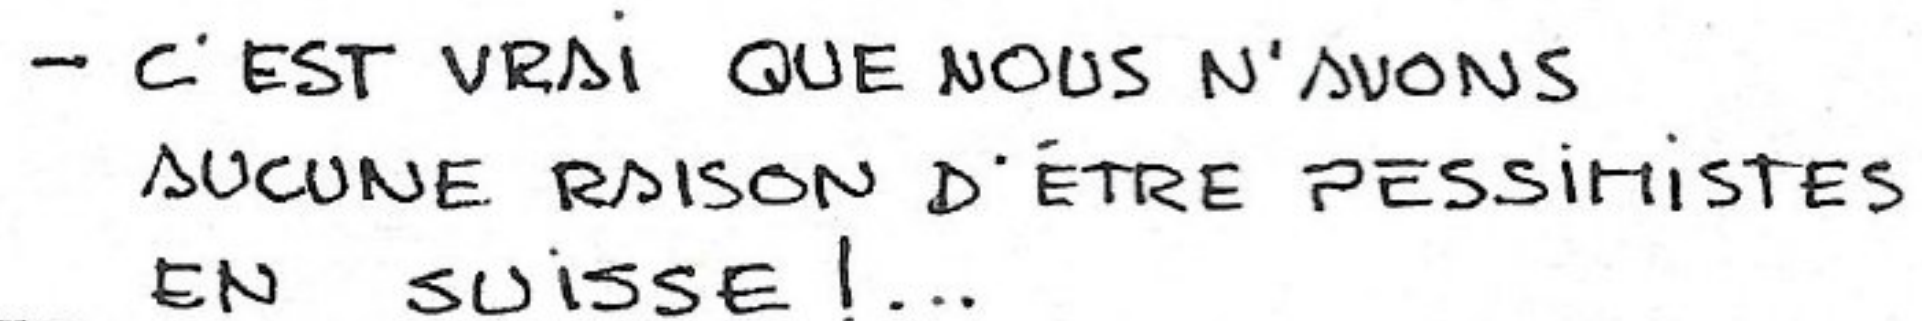 - C'EST VRAi QUE NOUS N'AVONS
AUCUNE RAISON D'ÊTRE PESSiMiSTES
EN SUiSSE !...